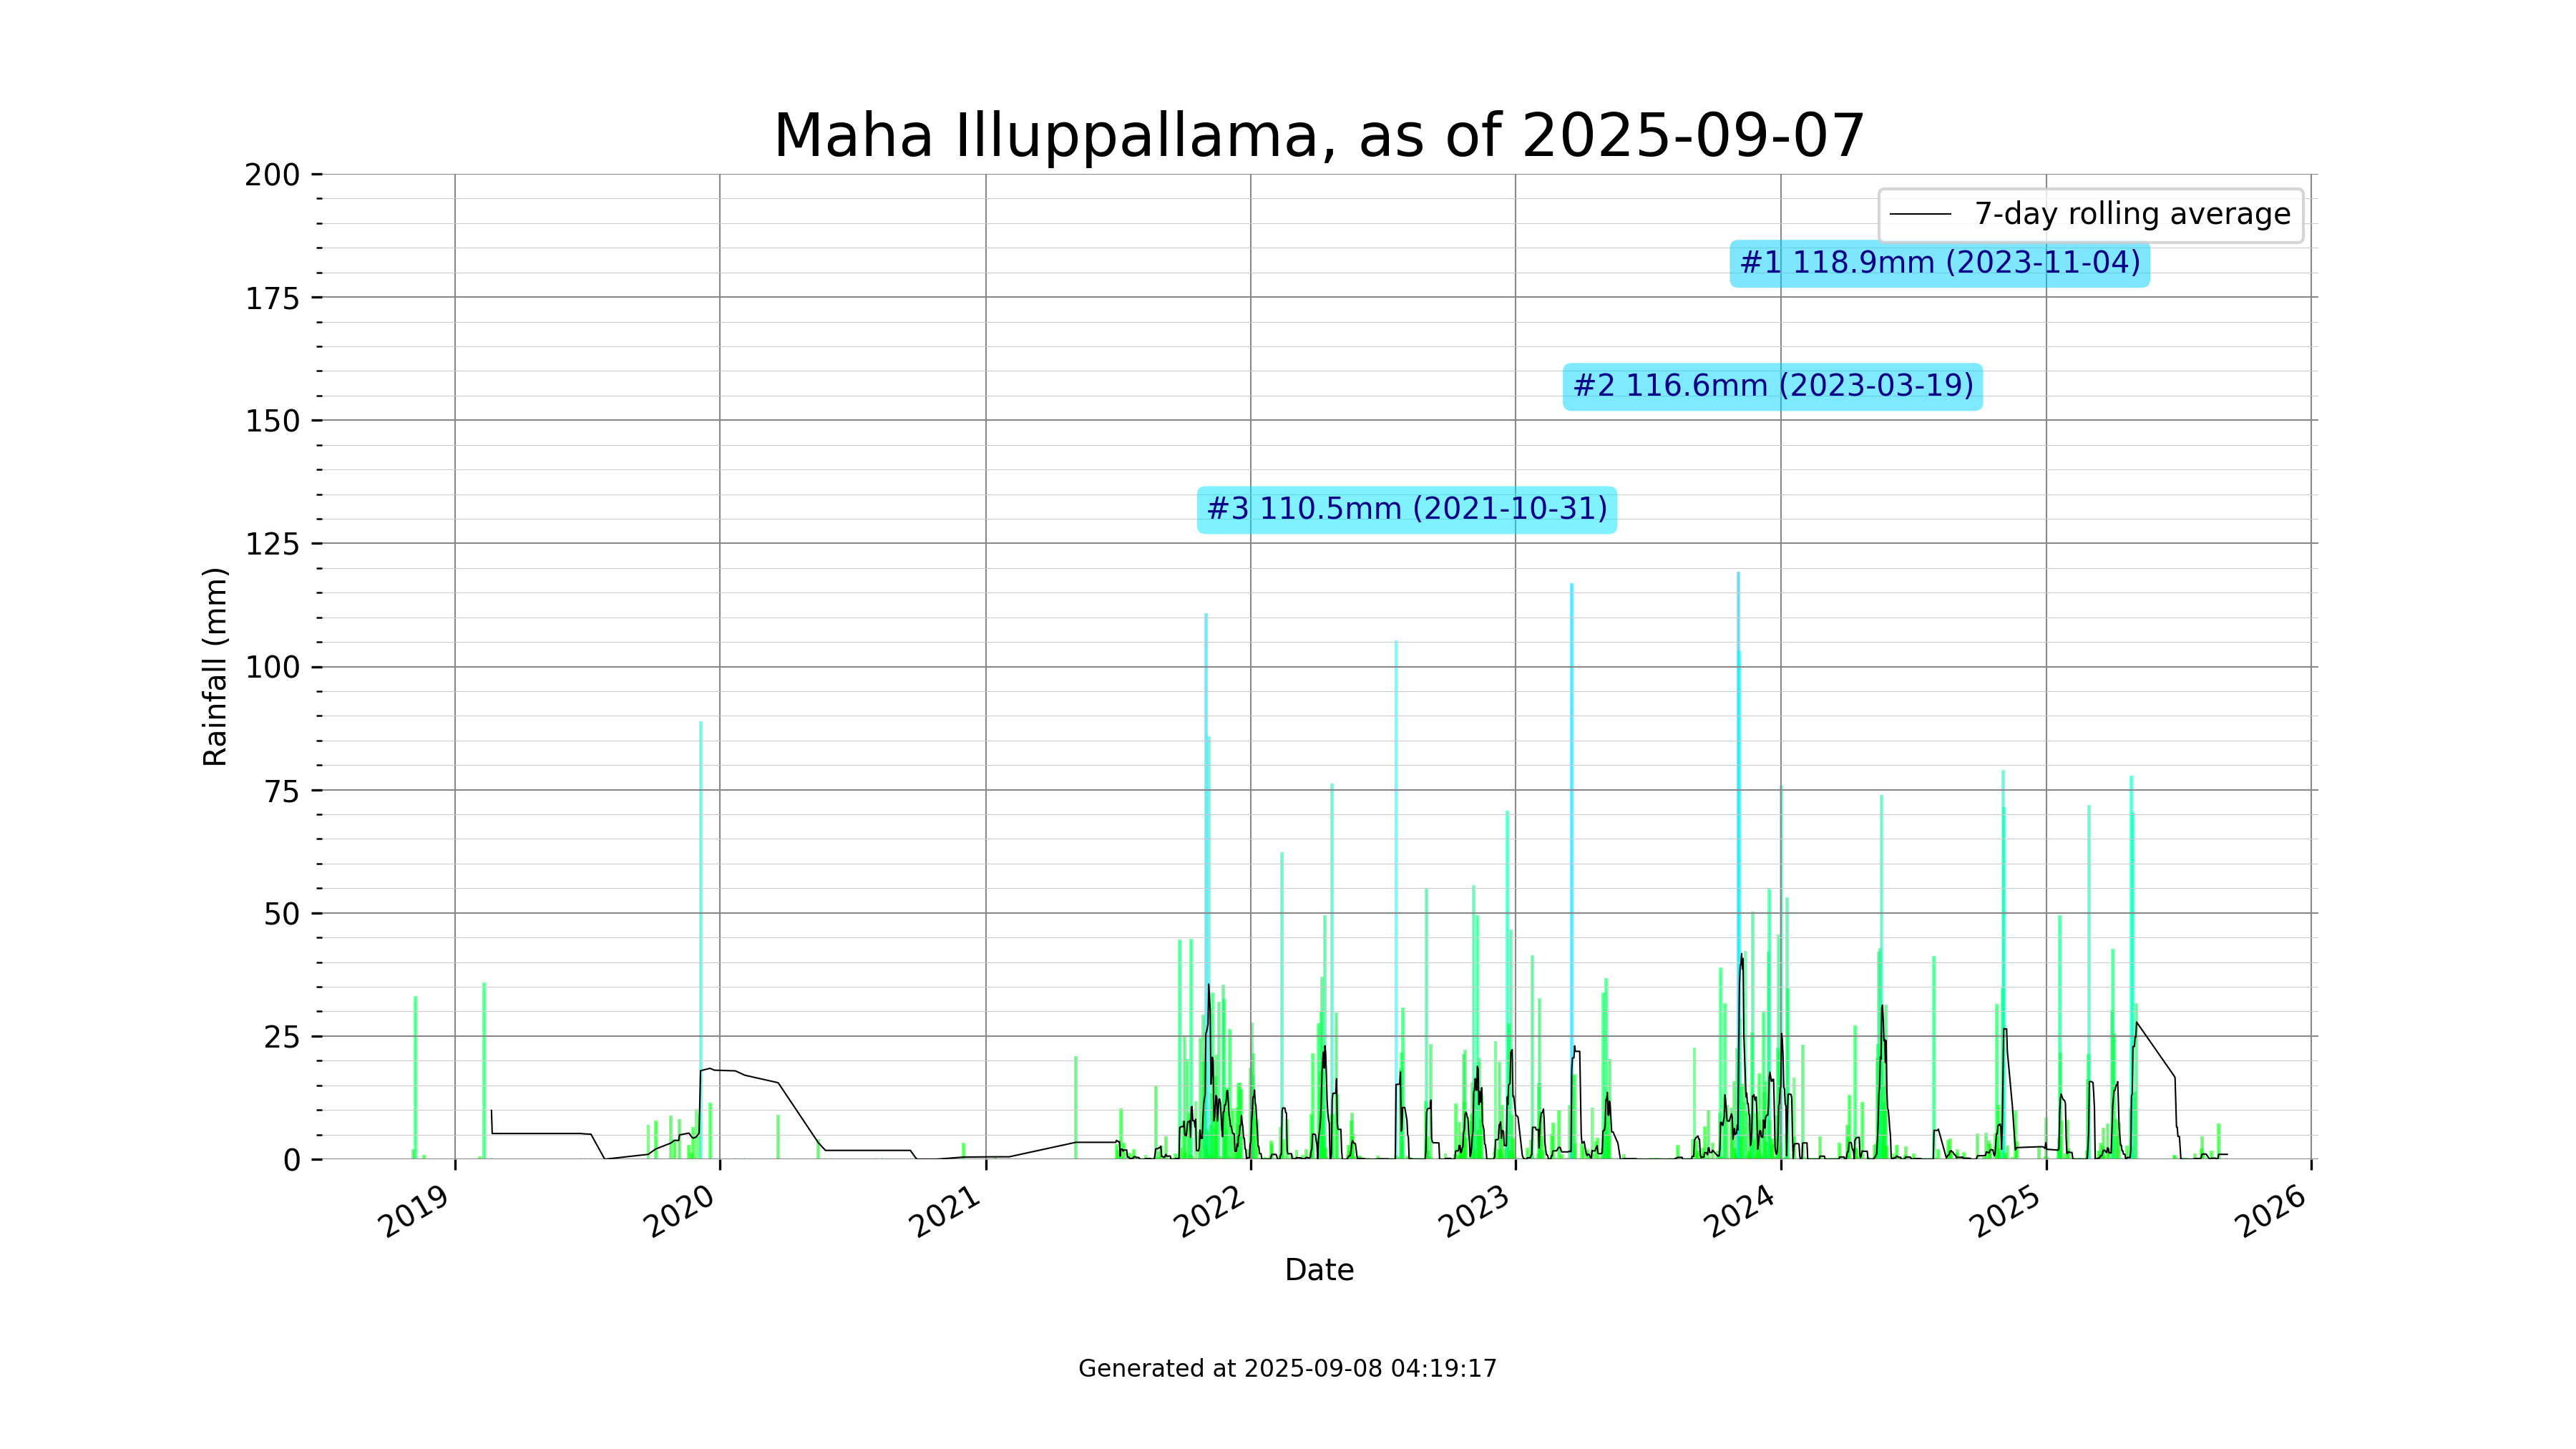 Maha Illuppallama, as of 2025-09-07
200
175
150
125
100
75
50
25
0
Rainfall (mm)
7-day rolling average
#1 118.9mm (2023-11-04)
#2 116.6mm (2023-03-19)
#3 110.5mm (2021-10-31)
2019
2020
2021
2022
2023
2024
2025
2026
Date
Generated at 2025-09-08 04:19:17